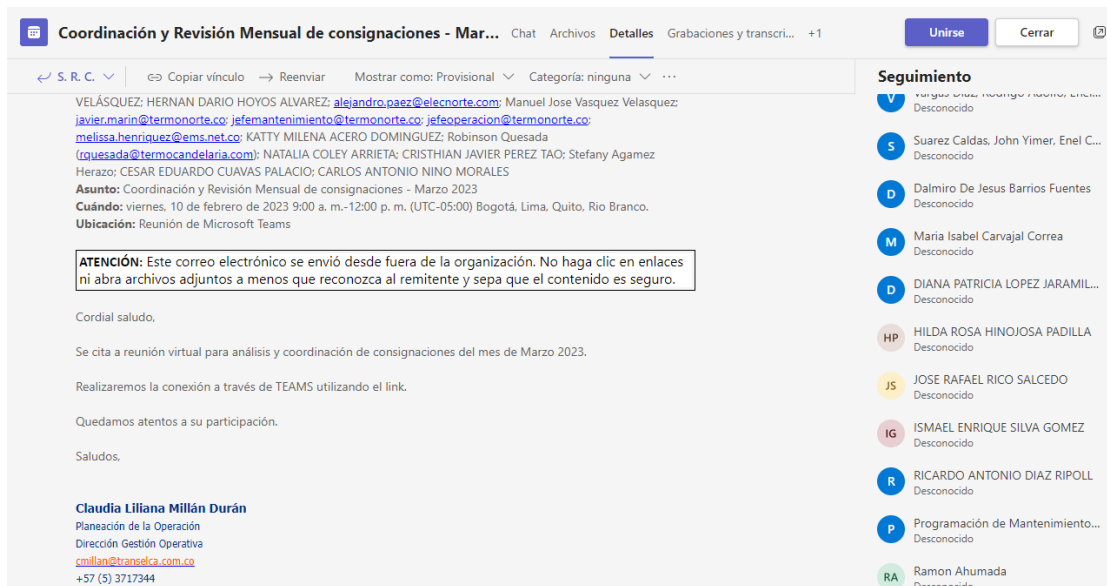 Coordinación y Revisión Mensual de consignaciones - Mar... Chat Archivos Detalles Grabaciones y transcri... +1
Unirse Cerrar
S. R. C. Copiar vínculo Reenviar Mostrar como: Provisional Categoría: ninguna ...
VELÁSQUEZ; HERNAN DARIO HOYOS ALVAREZ; alejandro.paez@elecnorte.com; Manuel Jose Vasquez Velasquez;
javier.marin@termonorte.co; jefemantenimiento@termonorte.co; jefeoperacion@termonorte.co;
melissa.henriquez@ems.net.co; KATTY MILENA ACERO DOMINGUEZ; Robinson Quesada
(rquesada@termocandelaria.com); NATALIA COLEY ARRIETA; CRISTHIAN JAVIER PEREZ TAO; Stefany Agamez
Herazo; CESAR EDUARDO CUAVAS PALACIO; CARLOS ANTONIO NINO MORALES
Asunto: Coordinación y Revisión Mensual de consignaciones - Marzo 2023
Cuándo: viernes, 10 de febrero de 2023 9:00 a. m.-12:00 p. m. (UTC-05:00) Bogotá, Lima, Quito, Rio Branco.
Ubicación: Reunión de Microsoft Teams
ATENCIÓN: Este correo electrónico se envió desde fuera de la organización. No haga clic en enlaces
ni abra archivos adjuntos a menos que reconozca al remitente y sepa que el contenido es seguro.
Cordial saludo,
Se cita a reunión virtual para análisis y coordinación de consignaciones del mes de Marzo 2023.
Realizaremos la conexión a través de TEAMS utilizando el link.
Quedamos atentos a su participación.
Saludos,
Claudia Liliana Millán Durán
Planeación de la Operación
Dirección Gestión Operativa
cmillan@transelca.com.co
+57 (5) 3717344
Seguimiento
V Vargas Diaz, Rodrigo Adolfo, Enel...
Desconocido
S Suarez Caldas, John Yimer, Enel C...
Desconocido
D Dalmiro De Jesus Barrios Fuentes
Desconocido
M Maria Isabel Carvajal Correa
Desconocido
D DIANA PATRICIA LOPEZ JARAMIL...
Desconocido
HP HILDA ROSA HINOJOSA PADILLA
Desconocido
JS JOSE RAFAEL RICO SALCEDO
Desconocido
IG ISMAEL ENRIQUE SILVA GOMEZ
Desconocido
R RICARDO ANTONIO DIAZ RIPOLL
Desconocido
P Programación de Mantenimiento...
Desconocido
RA Ramon Ahumada
Desconocido